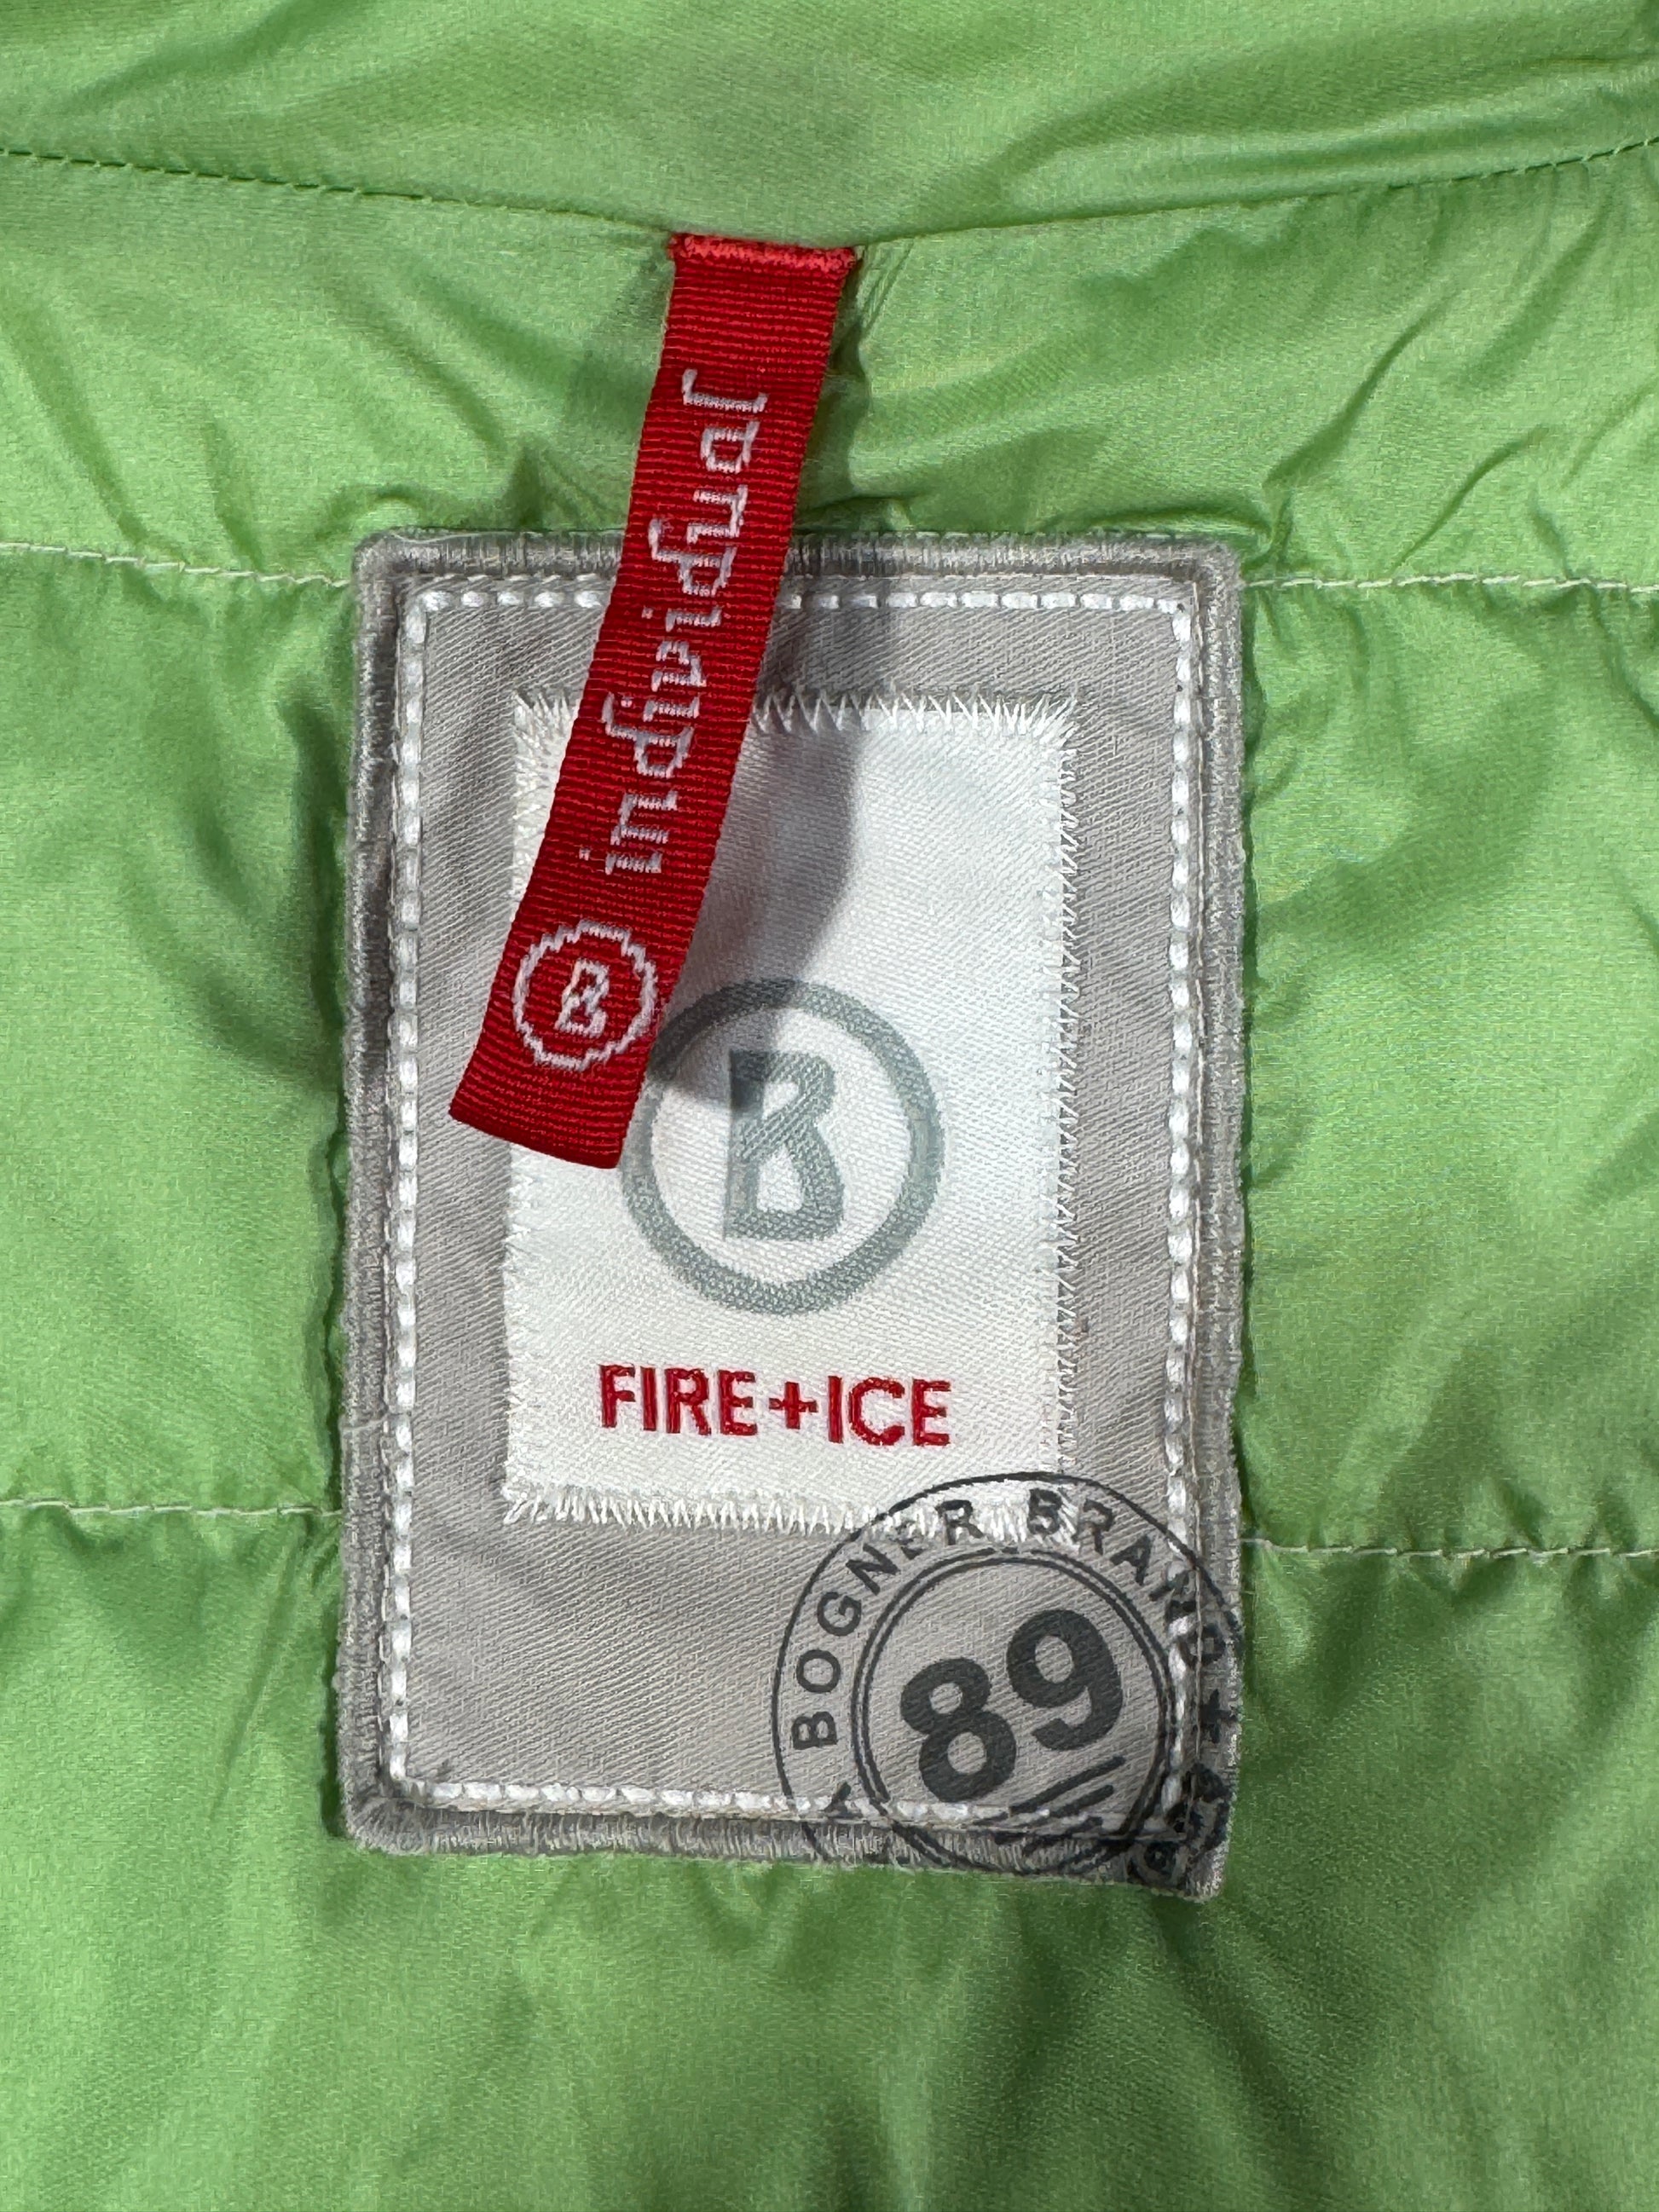 individual
B
B
FIRE+ICE
BOGNER BRAND
89